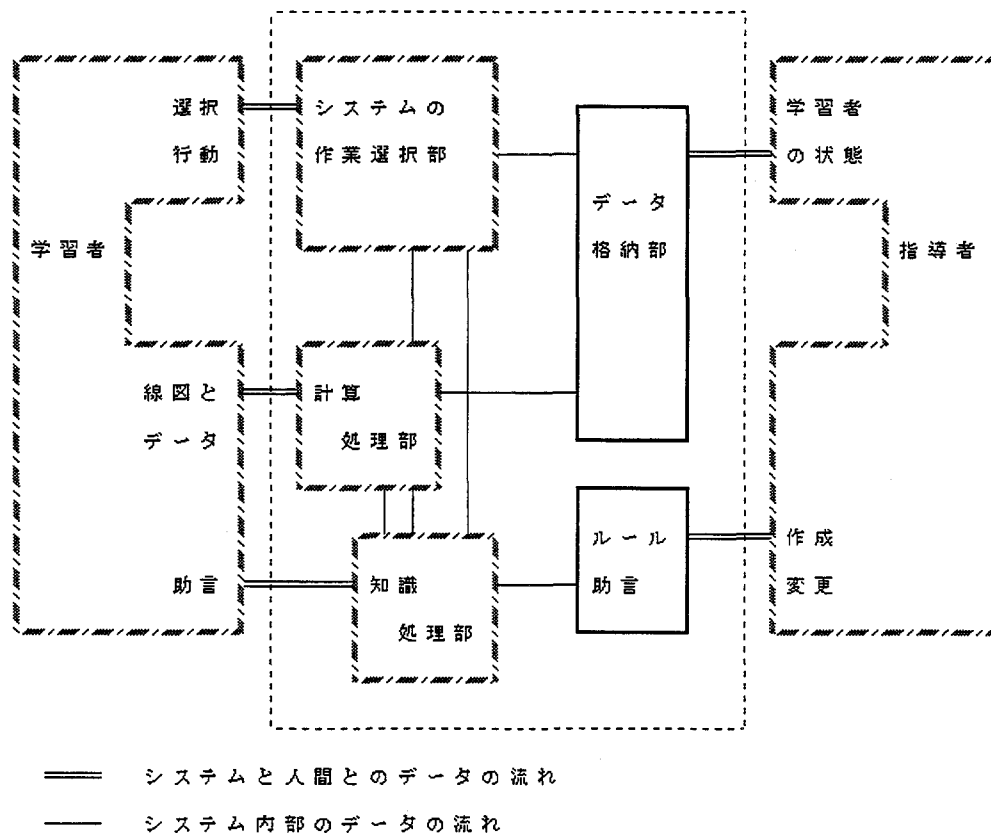 選択
行動
学習者
線図と
データ
助言
システムの
作業選択部
計算
処理部
知識
処理部
データ
格納部
ルール
助言
学習者
の状態
指導者
作成
変更
システムと人間とのデータの流れ
システム内部のデータの流れ